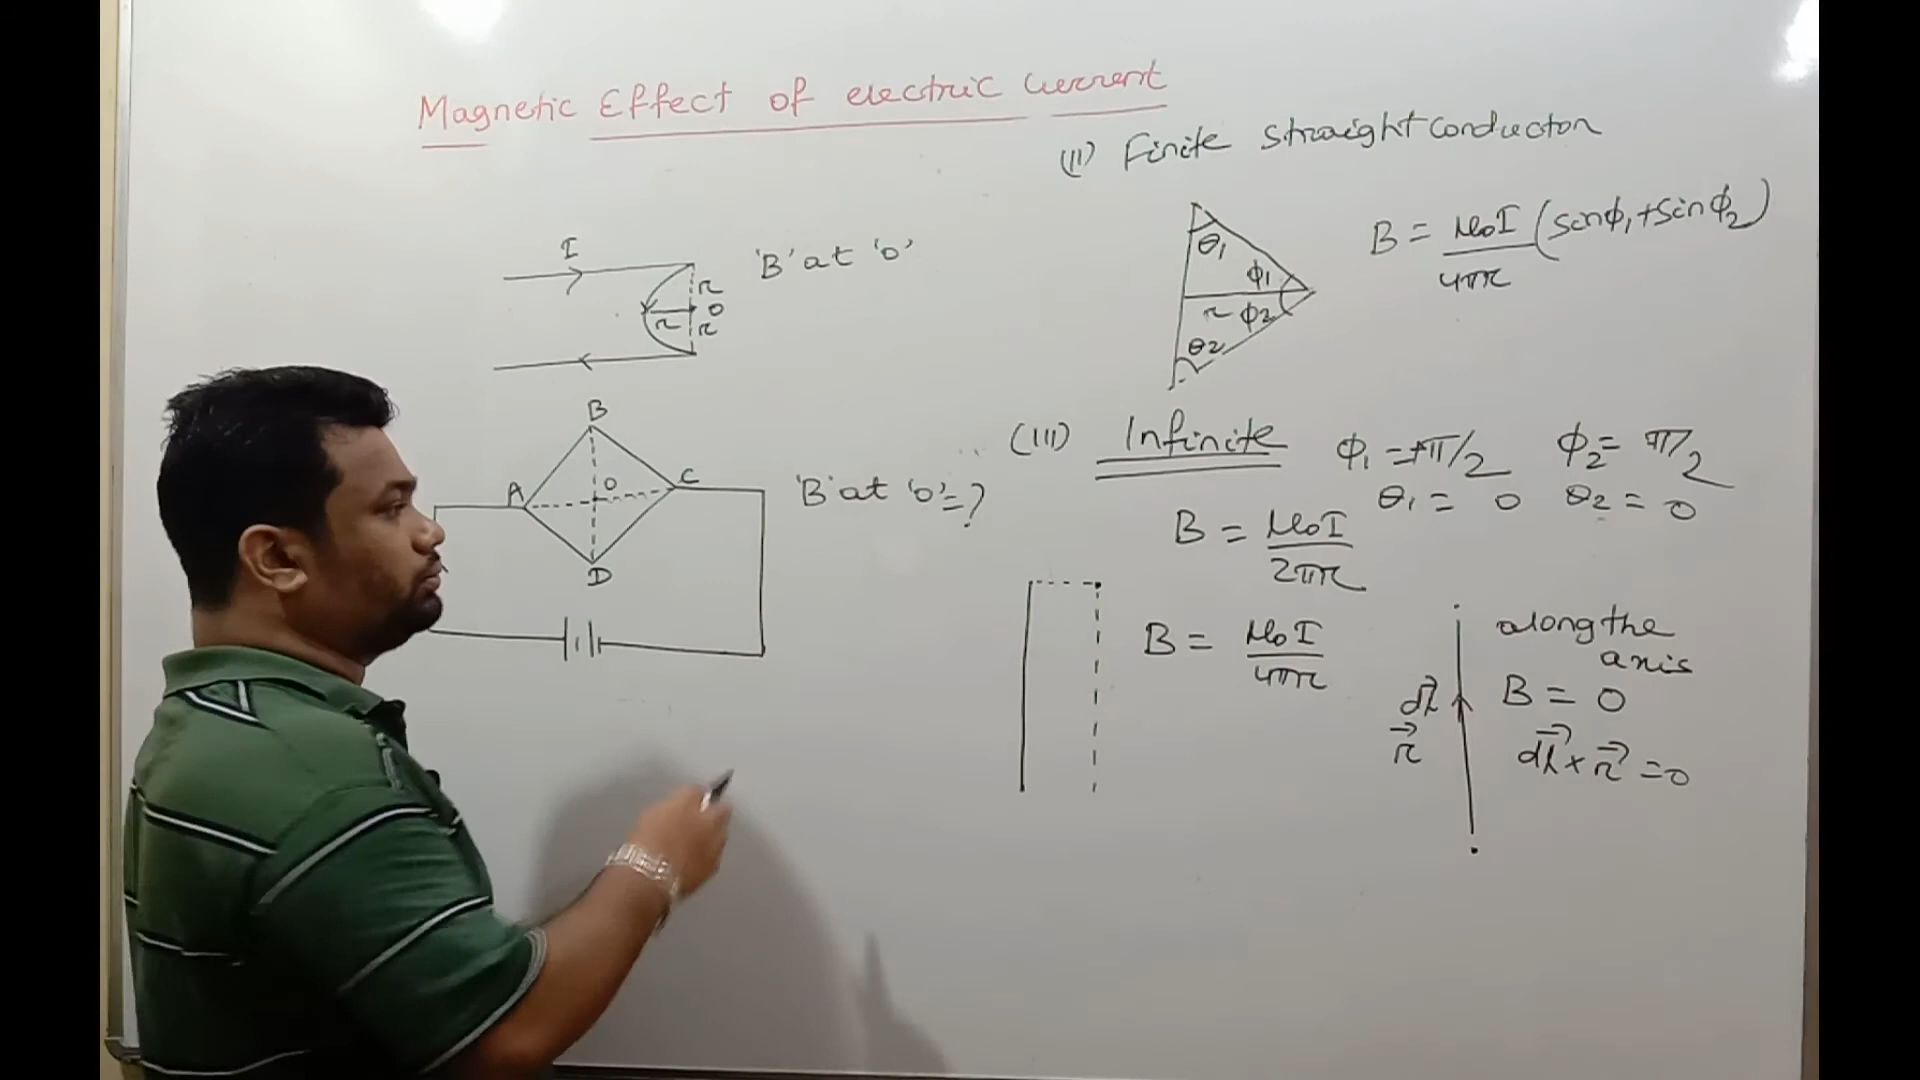 Magnetic Effect of electric current
I
r
r
O
r
'B' at 'O'
B
A
O
C
D
'B' at 'O' = ?
(II) Finite straight conductor
θ1
ϕ1
r
ϕ2
θ2
B = μ0I/4πr (sinϕ1+sinϕ2)
(III) Infinite
ϕ1 = π/2 ϕ2 = π/2
θ1 = 0 θ2 = 0
B = μ0I/2πr
B = μ0I/4πr
along the
axis
B = 0
dl
r
dl × r = 0